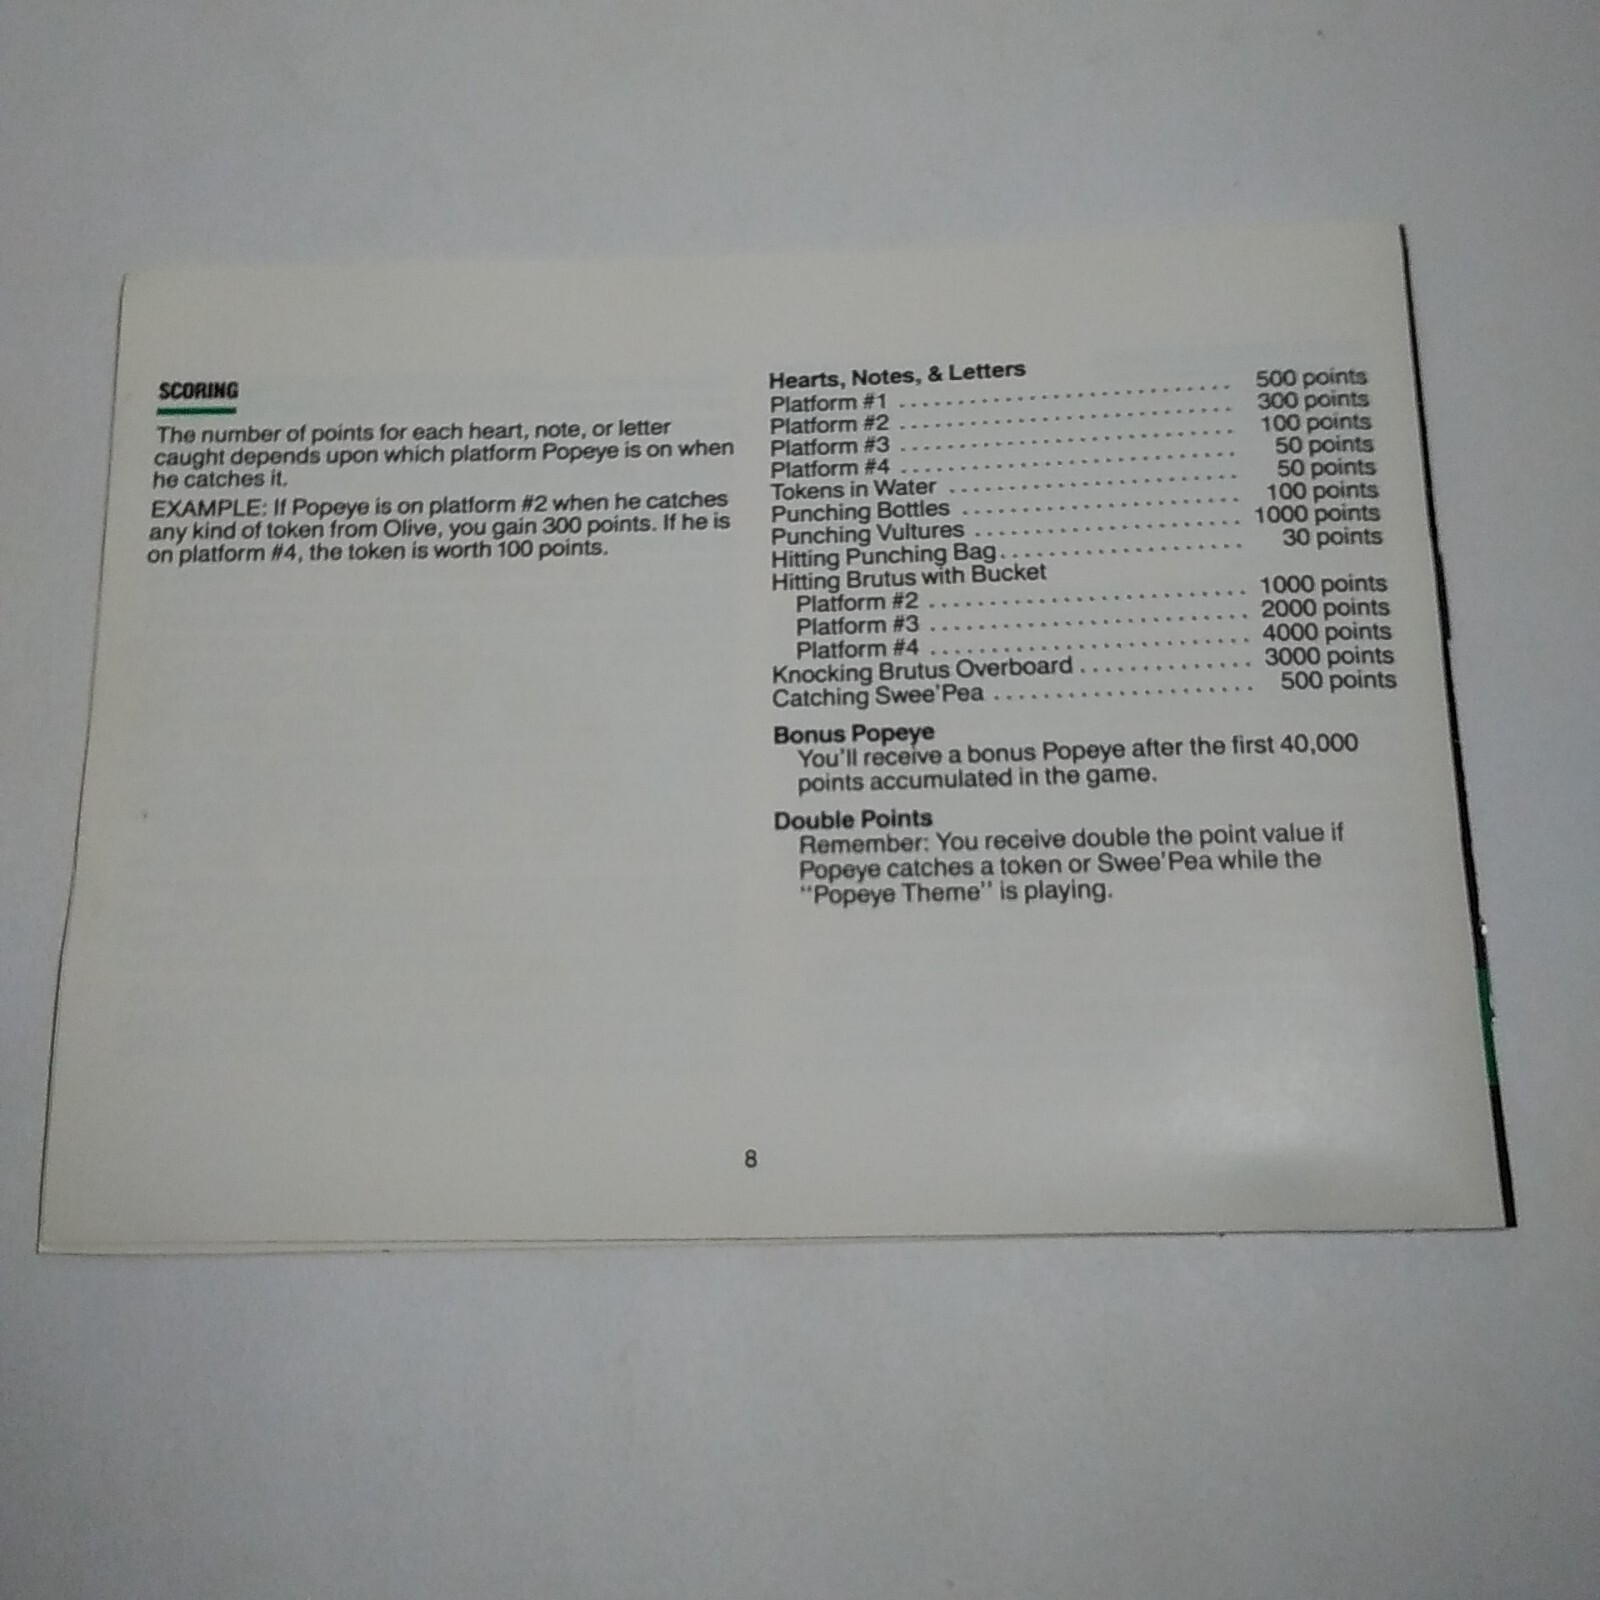 SCORING
The number of points for each heart, note, or letter
caught depends upon which platform Popeye is on when
he catches it.
EXAMPLE: If Popeye is on platform #2 when he catches
any kind of token from Olive, you gain 300 points. If he is
on platform #4, the token is worth 100 points.
Hearts, Notes, & Letters
Platform #1 . . . . . . . . . . . . . . . . . . . . . . . . . . . 500 points
Platform #2 . . . . . . . . . . . . . . . . . . . . . . . . . . . 300 points
Platform #3 . . . . . . . . . . . . . . . . . . . . . . . . . . . 100 points
Platform #4 . . . . . . . . . . . . . . . . . . . . . . . . . . . 50 points
Tokens in Water . . . . . . . . . . . . . . . . . . . . . . . . 50 points
Punching Bottles . . . . . . . . . . . . . . . . . . . . . . . 100 points
Punching Vultures . . . . . . . . . . . . . . . . . . . . . . 1000 points
Hitting Punching Bag . . . . . . . . . . . . . . . . . . . . 30 points
Hitting Brutus with Bucket
Platform #2 . . . . . . . . . . . . . . . . . . . . . . . . . . 1000 points
Platform #3 . . . . . . . . . . . . . . . . . . . . . . . . . . 2000 points
Platform #4 . . . . . . . . . . . . . . . . . . . . . . . . . . 4000 points
Knocking Brutus Overboard . . . . . . . . . . . . . . 3000 points
Catching Swee'Pea . . . . . . . . . . . . . . . . . . . . . 500 points
Bonus Popeye
You'll receive a bonus Popeye after the first 40,000
points accumulated in the game.
Double Points
Remember: You receive double the point value if
Popeye catches a token or Swee'Pea while the
"Popeye Theme" is playing.
8